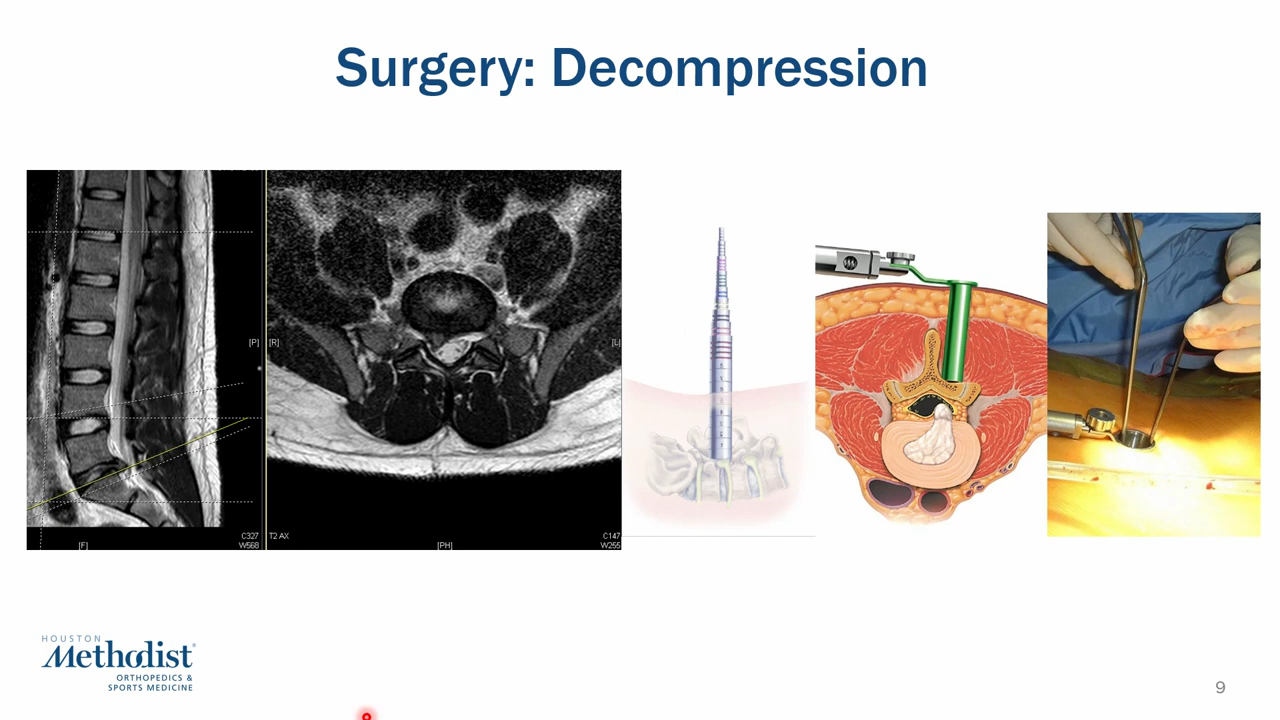 Surgery: Decompression
[P]
[R]
[L]
C327
W568
[F]
T2 AX
[PH]
C147
W255
HOUSTON
Methodist
ORTHOPEDICS &
SPORTS MEDICINE
9